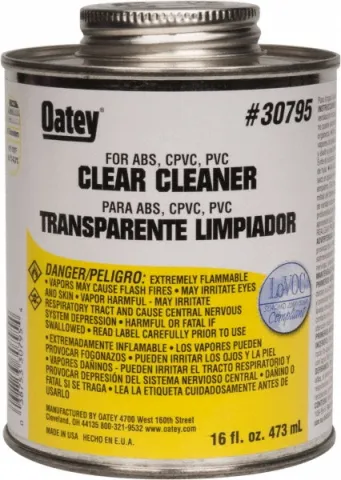 Oatey®
#30795
FOR ABS, CPVC, PVC
CLEAR CLEANER
PARA ABS, CPVC, PVC
TRANSPARENTE LIMPIADOR
DANGER/PELIGRO: EXTREMELY FLAMMABLE
• VAPORS MAY CAUSE FLASH FIRES • MAY IRRITATE EYES
AND SKIN • VAPOR HARMFUL - MAY IRRITATE
RESPIRATORY TRACT AND CAUSE CENTRAL NERVOUS
SYSTEM DEPRESSION • HARMFUL OR FATAL IF
SWALLOWED • READ LABEL CAREFULLY PRIOR TO USE
• EXTREMADAMENTE INFLAMABLE • LOS VAPORES PUEDEN
PROVOCAR FOGONAZOS • PUEDEN IRRITAR LOS OJOS Y LA PIEL
• VAPORES DAÑINOS - PUEDEN IRRITAR EL TRACTO RESPIRATORIO Y
PROVOCAR DEPRESIÓN DEL SISTEMA NERVIOSO CENTRAL • DAÑINO O
FATAL SI SE TRAGA • LEA LA ETIQUETA CUIDADOSAMENTE ANTES DE
USARLO
LoVOC
Compliant
MANUFACTURED BY OATEY 4700 West 160th Street
Cleveland, OH 44135 800-321-9532 www.oatey.com
MADE IN USA HECHO EN E.U.A.
16 fl. oz. 473 mL